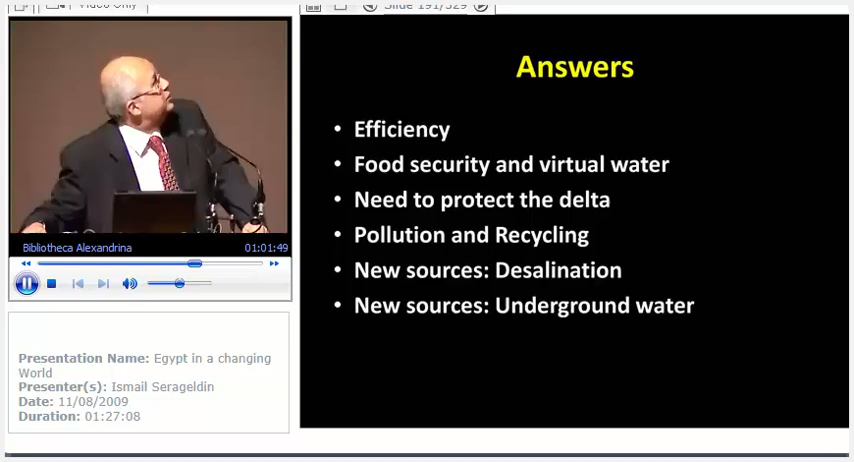 Video Only
Slide 191/329
Answers
• Efficiency
• Food security and virtual water
• Need to protect the delta
• Pollution and Recycling
• New sources: Desalination
• New sources: Underground water
Bibliotheca Alexandrina 01:01:49
Presentation Name: Egypt in a changing
World
Presenter(s): Ismail Serageldin
Date: 11/08/2009
Duration: 01:27:08